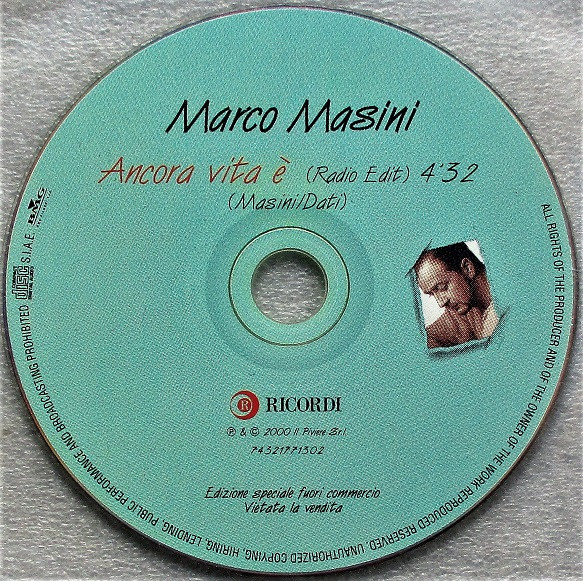 Marco Masini
Ancora vita è (Radio Edit) 4'32
(Masini/Dati)
R RICORDI
℗ & © 2000 Il Piviere S.r.l.
74321771302
Edizione speciale fuori commercio
Vietata la vendita
ALL RIGHTS OF THE PRODUCER AND OF THE OWNER OF THE WORK REPRODUCED RESERVED. UNAUTHORIZED COPYING, HIRING, LENDING, PUBLIC PERFORMANCE AND BROADCASTING PROHIBITED
disc
S.I.A.E.
BMG